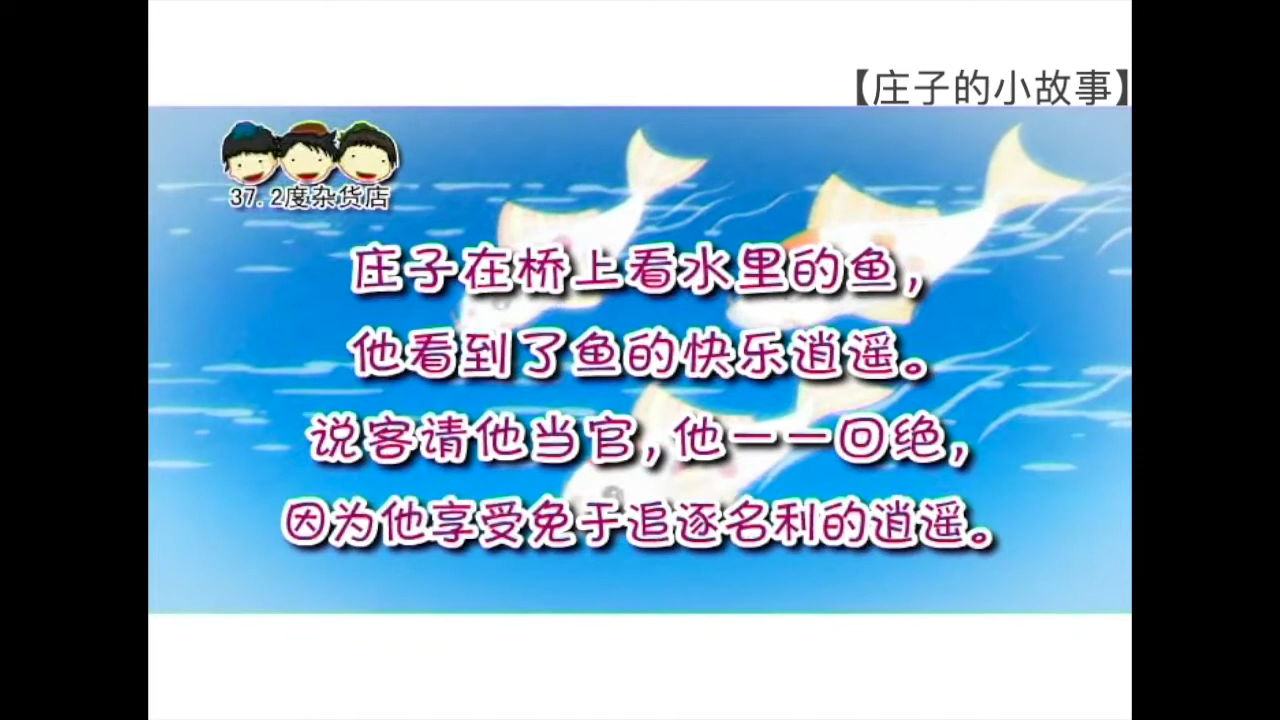 【庄子的小故事】
37.2度杂货店
庄子在桥上看水里的鱼，
他看到了鱼的快乐逍遥。
说客请他当官，他一一回绝，
因为他享受免于追逐名利的逍遥。